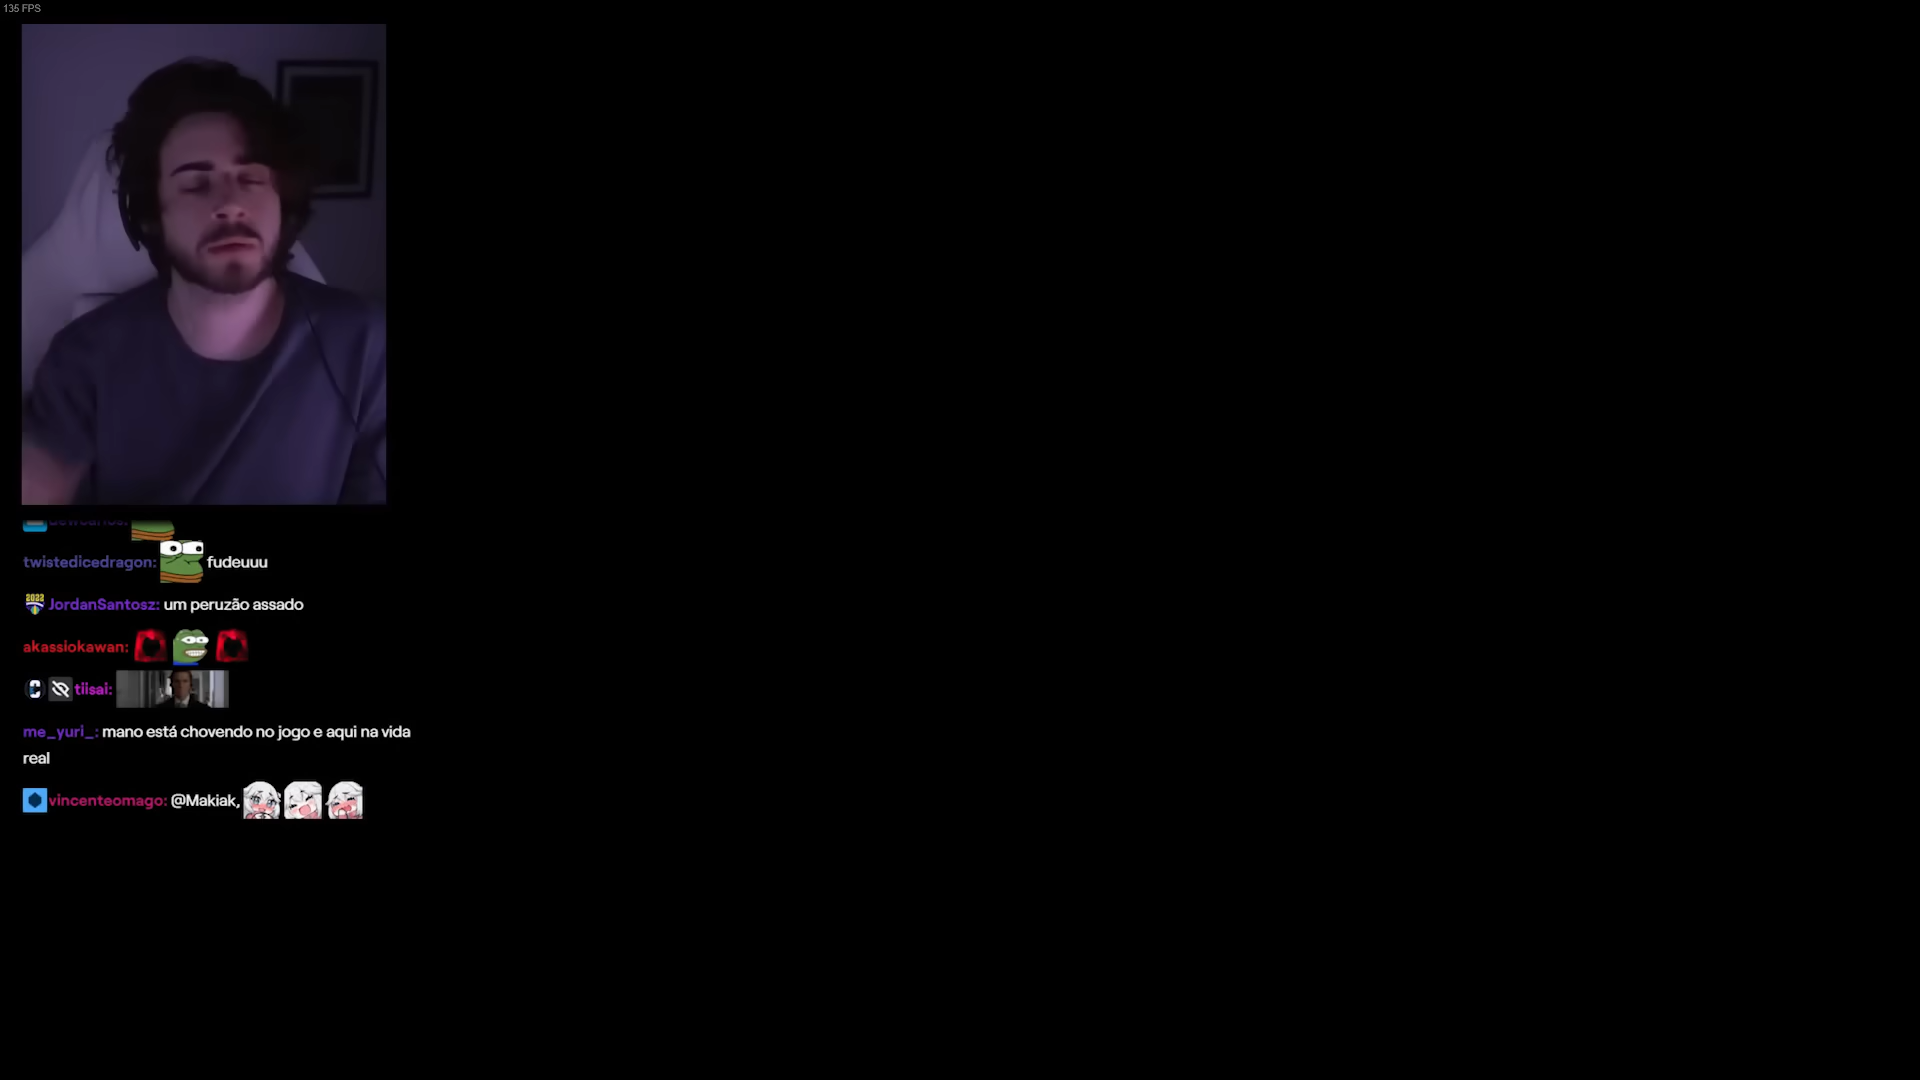 135 FPS
twistedicedragon: fudeuuu
2022
JordanSantosz: um peruzão assado
akassiokawan:
tiisai:
me_yuri_: mano está chovendo no jogo e aqui na vida
real
vincenteomago: @Makiak,